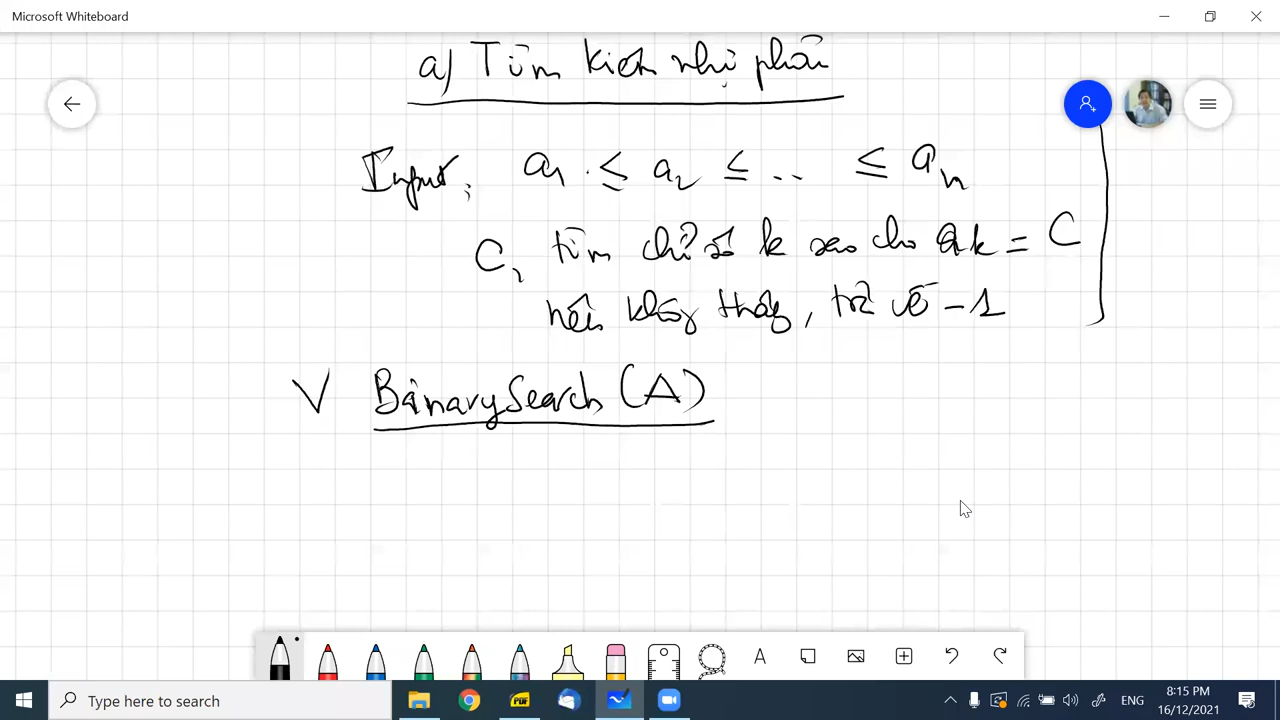 Microsoft Whiteboard
a) Tìm kiếm nhị phân
Input: a1 ≤ a2 ≤ .. ≤ an
C, tìm chỉ số k sao cho ak = C
nếu không thấy, trả về -1
V BinarySearch (A)
A
Type here to search
PDF
ENG
8:15 PM
16/12/2021